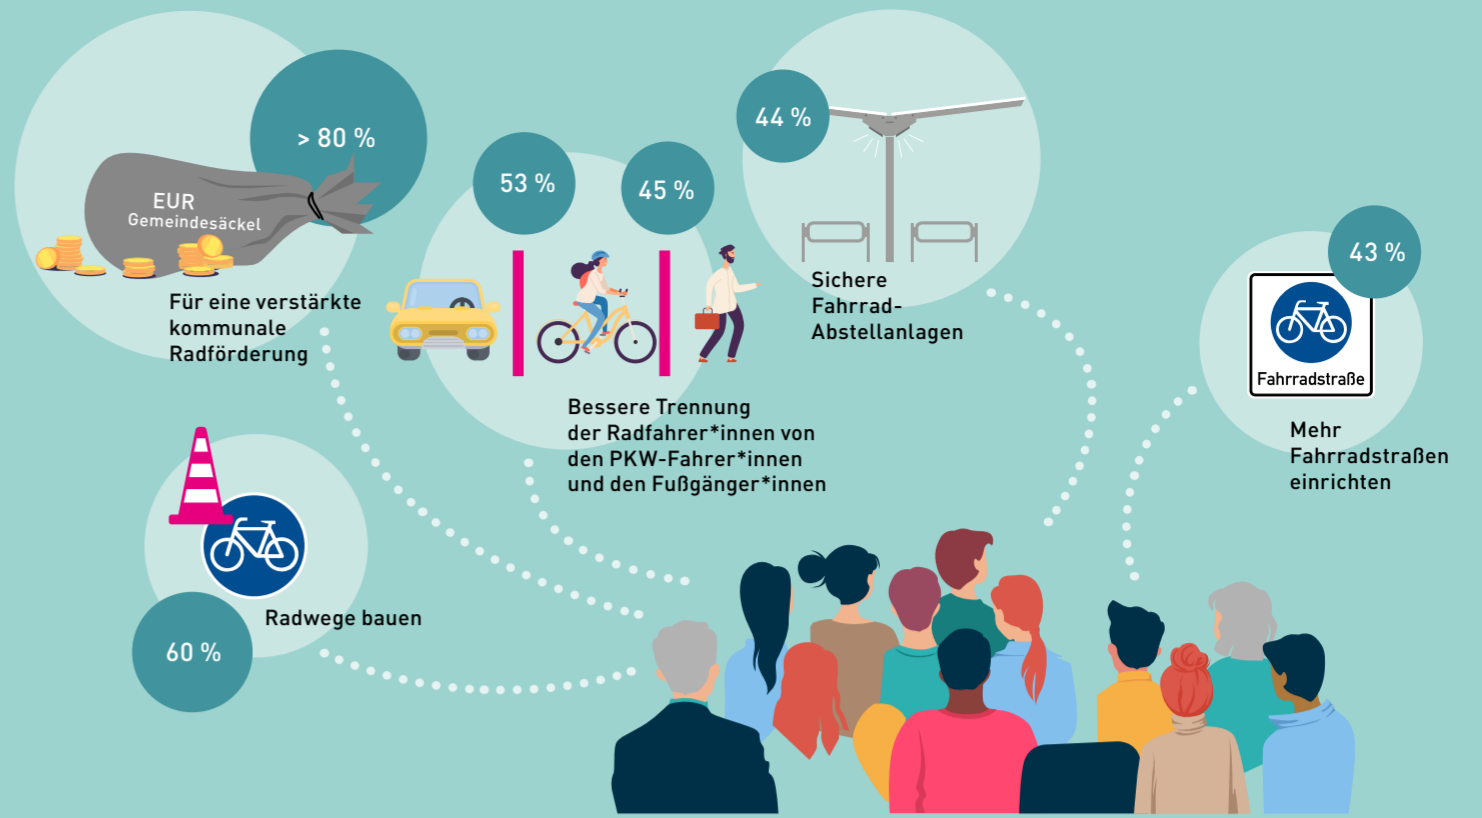 > 80 %
EUR
Gemeindesäckel
Für eine verstärkte
kommunale
Radförderung
53 %
45 %
Bessere Trennung
der Radfahrer*innen von
den PKW-Fahrer*innen
und den Fußgänger*innen
44 %
Sichere
Fahrrad-
Abstellanlagen
43 %
Fahrradstraße
Mehr
Fahrradstraßen
einrichten
Radwege bauen
60 %